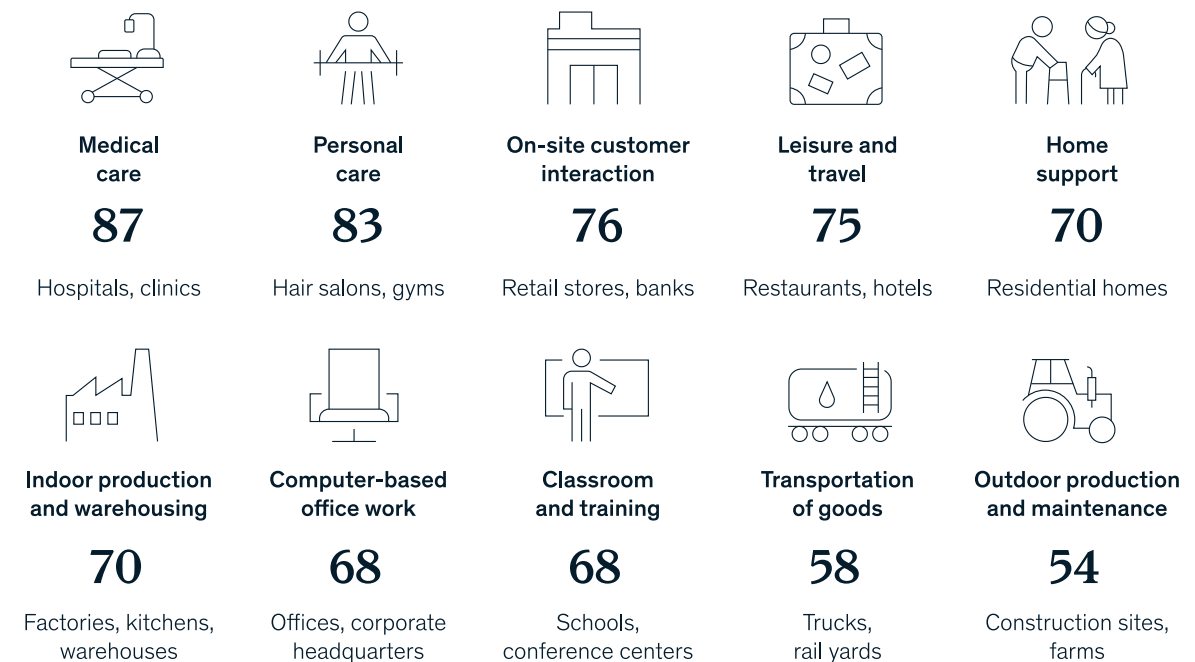 Medical
care
87
Hospitals, clinics
Personal
care
83
Hair salons, gyms
On-site customer
interaction
76
Retail stores, banks
Leisure and
travel
75
Restaurants, hotels
Home
support
70
Residential homes
Indoor production
and warehousing
70
Factories, kitchens,
warehouses
Computer-based
office work
68
Offices, corporate
headquarters
Classroom
and training
68
Schools,
conference centers
Transportation
of goods
58
Trucks,
rail yards
Outdoor production
and maintenance
54
Construction sites,
farms